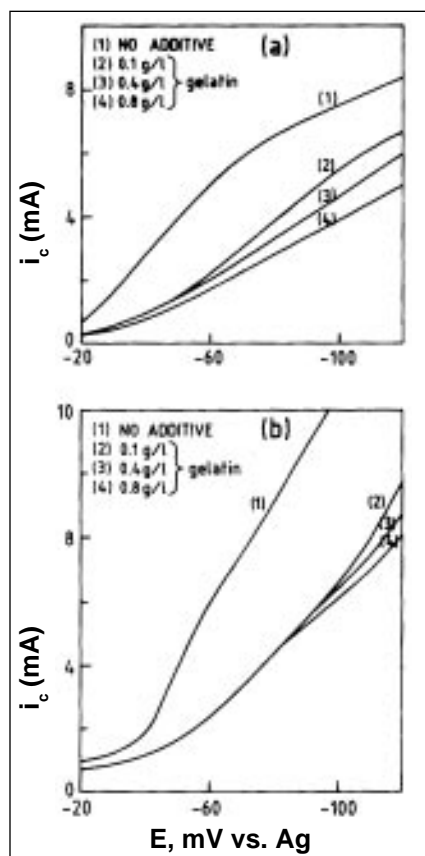 (1) NO ADDITIVE (a)
(2) 0.1 g/l
(3) 0.4 g/l gelatin
(4) 0.8 g/l
8
4
0
i_c (mA)
(1)
(2)
(3)
(4)
-20 -60 -100
10
(1) NO ADDITIVE (b)
(2) 0.1 g/l
(3) 0.4 g/l gelatin
(4) 0.8 g/l
8
4
0
i_c (mA)
(1)
(2)
(3)
(4)
-20 -60 -100
E, mV vs. Ag